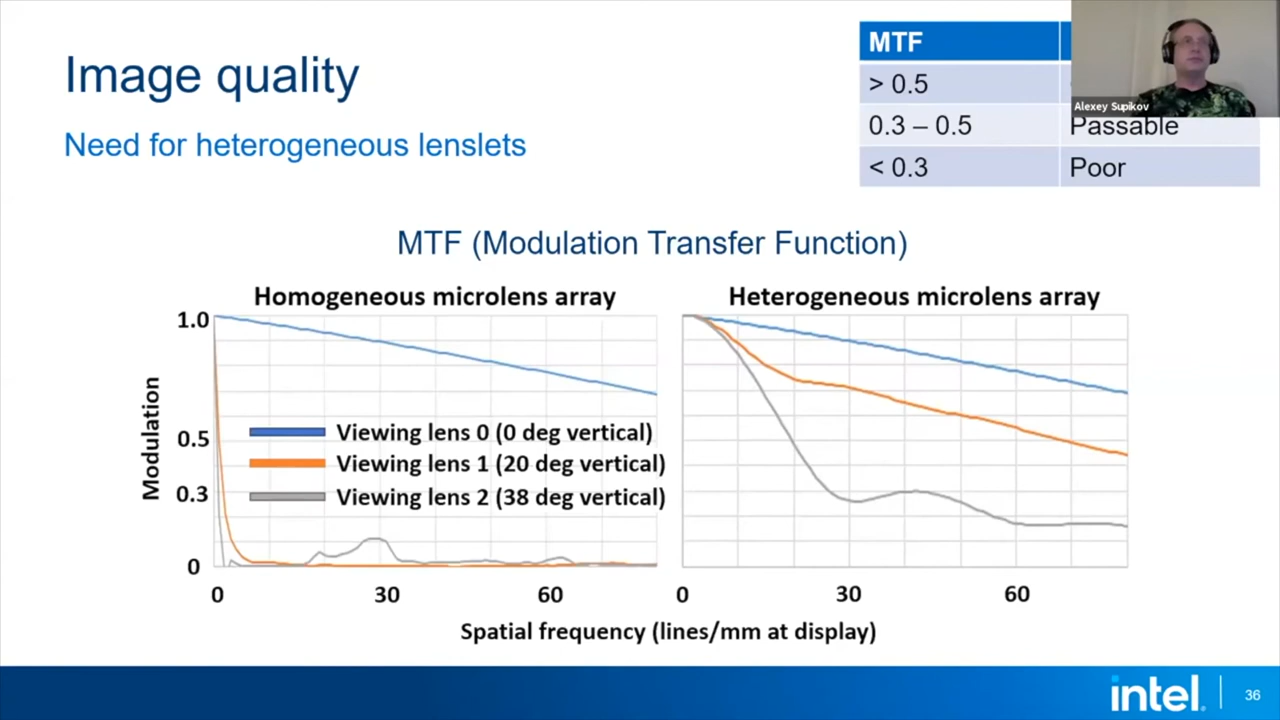 Image quality
Need for heterogeneous lenslets
MTF
> 0.5
0.3 – 0.5 Passable
< 0.3 Poor
Alexey Supikov
MTF (Modulation Transfer Function)
Homogeneous microlens array
Heterogeneous microlens array
Modulation
1.0
0.5
0.3
0
Viewing lens 0 (0 deg vertical)
Viewing lens 1 (20 deg vertical)
Viewing lens 2 (38 deg vertical)
0 30 60
0 30 60
Spatial frequency (lines/mm at display)
intel.
36